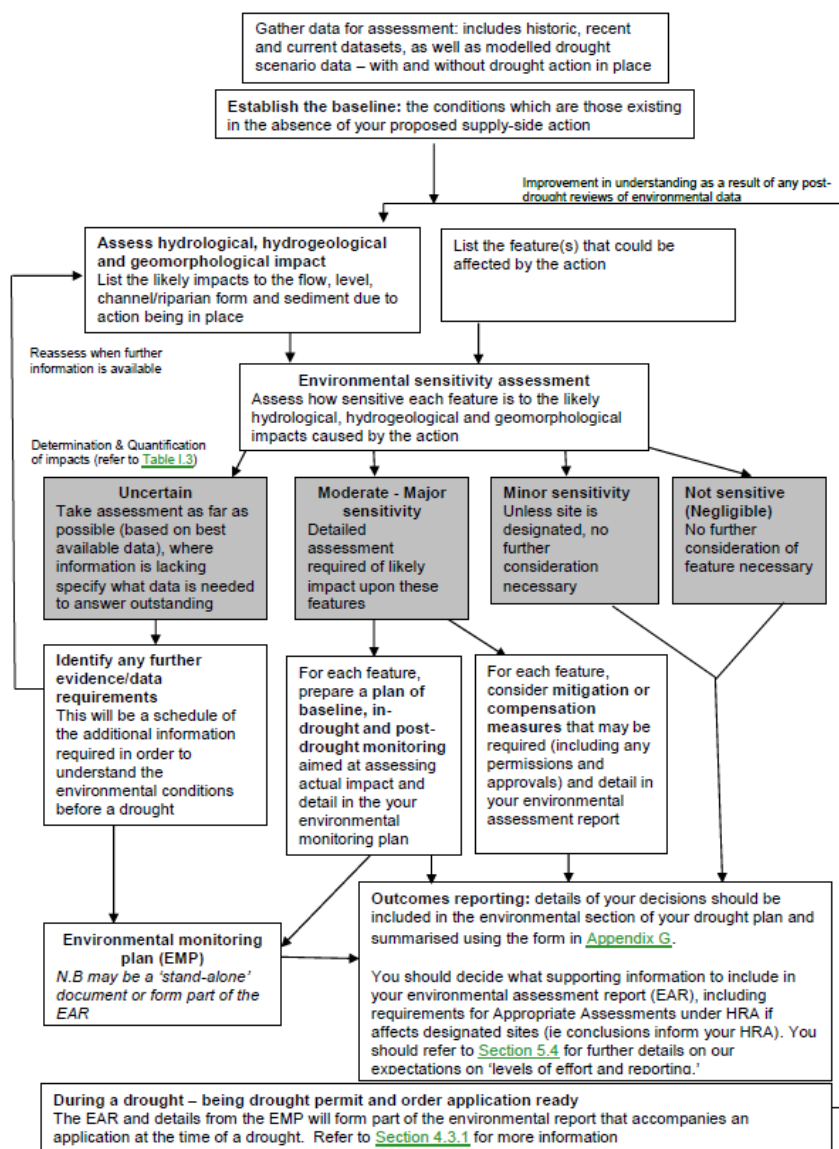 Gather data for assessment: includes historic, recent
and current datasets, as well as modelled drought
scenario data – with and without drought action in place
Establish the baseline: the conditions which are those existing
in the absence of your proposed supply-side action
Improvement in understanding as a result of any post-
drought reviews of environmental data
Assess hydrological, hydrogeological
and geomorphological impact
List the likely impacts to the flow, level,
channel/riparian form and sediment due to
action being in place
List the feature(s) that could be
affected by the action
Reassess when further
information is available
Environmental sensitivity assessment
Assess how sensitive each feature is to the likely
hydrological, hydrogeological and geomorphological
impacts caused by the action
Determination & Quantification
of impacts (refer to Table I.3)
Uncertain
Take assessment as far as
possible (based on best
available data), where
information is lacking
specify what data is needed
to answer outstanding
Moderate - Major
sensitivity
Detailed
assessment
required of likely
impact upon these
features
Minor sensitivity
Unless site is
designated, no
further
consideration
necessary
Not sensitive
(Negligible)
No further
consideration of
feature necessary
Identify any further
evidence/data
requirements
This will be a schedule of
the additional information
required in order to
understand the
environmental conditions
before a drought
For each feature,
prepare a plan of
baseline, in-
drought and post-
drought monitoring
aimed at assessing
actual impact and
detail in the your
environmental
monitoring plan
For each feature,
consider mitigation or
compensation
measures that may be
required (including any
permissions and
approvals) and detail in
your environmental
assessment report
Environmental monitoring
plan (EMP)
N.B may be a ‘stand-alone’
document or form part of the
EAR
Outcomes reporting: details of your decisions should be
included in the environmental section of your drought plan and
summarised using the form in Appendix G.
You should decide what supporting information to include in
your environmental assessment report (EAR), including
requirements for Appropriate Assessments under HRA if
affects designated sites (ie conclusions inform your HRA). You
should refer to Section 5.4 for further details on our
expectations on ‘levels of effort and reporting.’
During a drought – being drought permit and order application ready
The EAR and details from the EMP will form part of the environmental report that accompanies an
application at the time of a drought. Refer to Section 4.3.1 for more information